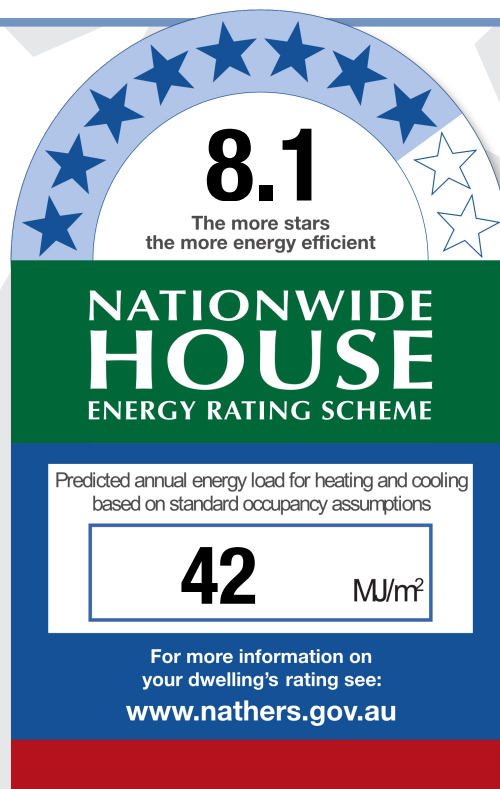 8.1
The more stars
the more energy efficient
NATIONWIDE
HOUSE
ENERGY RATING SCHEME
Predicted annual energy load for heating and cooling
based on standard occupancy assumptions
42 MJ/m²
For more information on
your dwelling's rating see:
www.nathers.gov.au